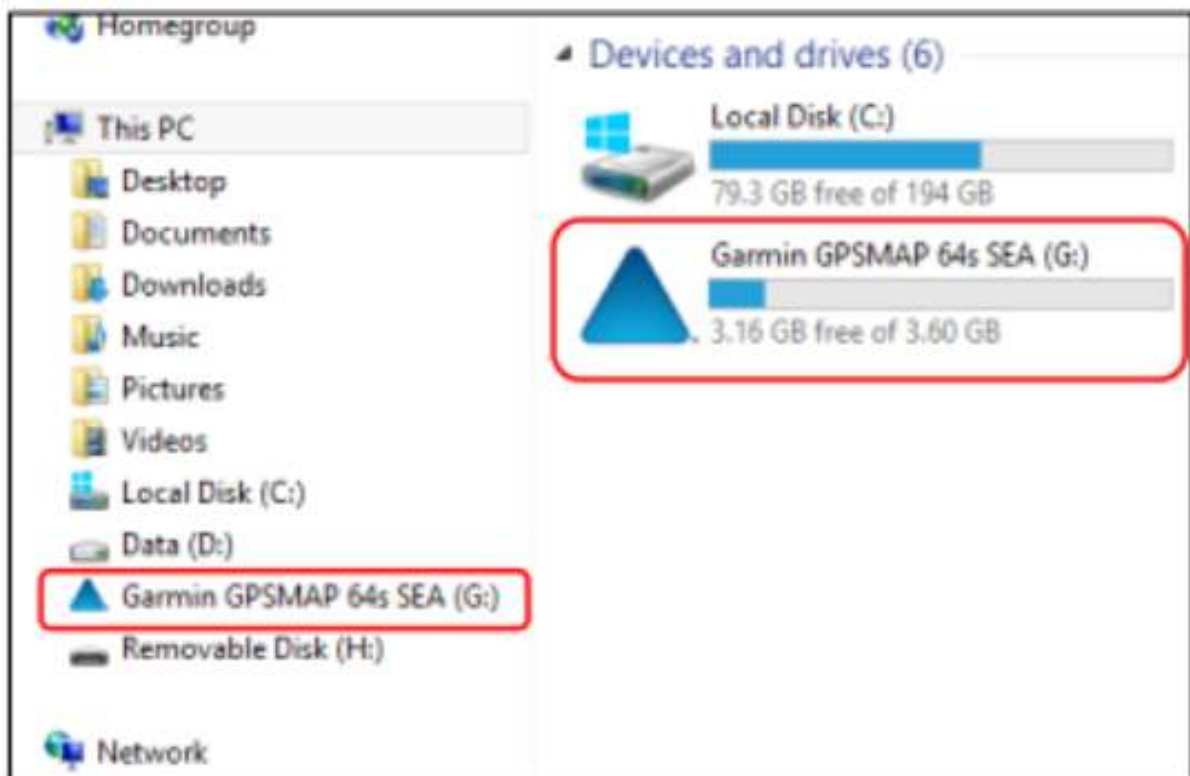 Homegroup
This PC
Desktop
Documents
Downloads
Music
Pictures
Videos
Local Disk (C:)
Data (D:)
Garmin GPSMAP 64s SEA (G:)
Removable Disk (H:)
Network
Devices and drives (6)
Local Disk (C:)
79.3 GB free of 194 GB
Garmin GPSMAP 64s SEA (G:)
3.16 GB free of 3.60 GB